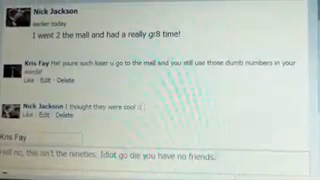 Nick Jackson
earlier today
I went 2 the mall and had a really gr8 time!
Kris Fay Ha! youre such loser u go to the mall and you still use those dumb numbers in your
words!
Like · Edit · Delete
Nick Jackson I thought they were cool :(
Like · Edit · Delete
Kris Fay
Hell no, this isn't the nineties. Idiot go die you have no friends.